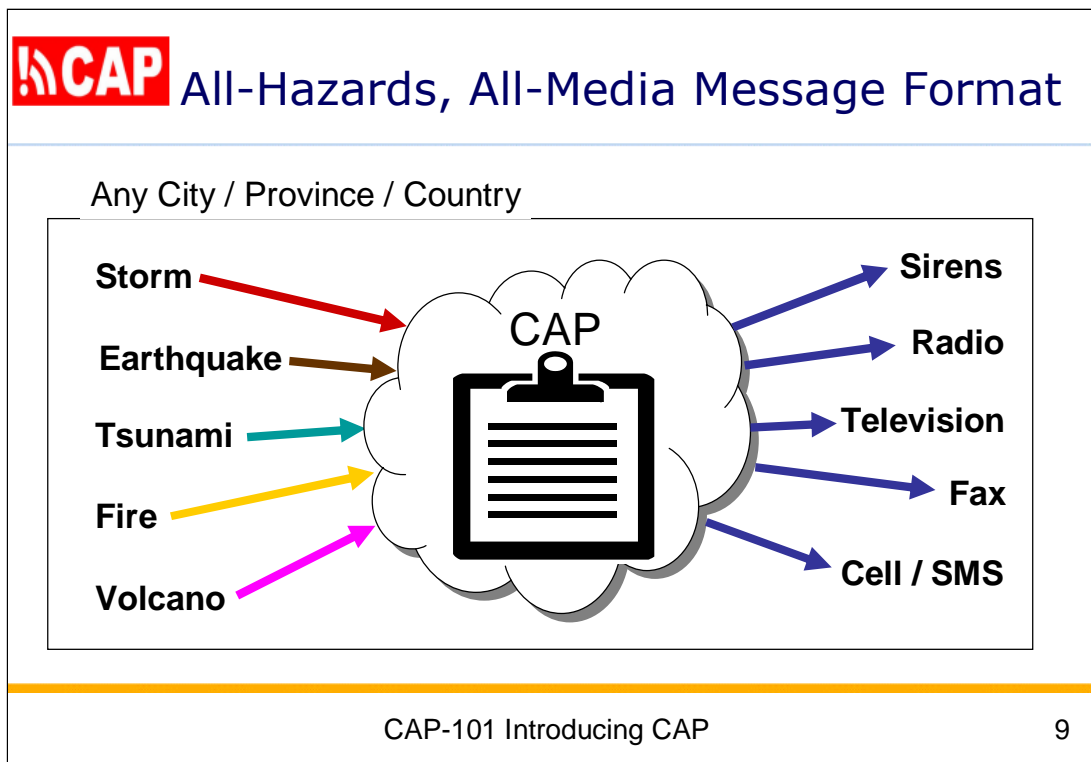 CAP All-Hazards, All-Media Message Format
Any City / Province / Country
Storm
Earthquake
Tsunami
Fire
Volcano
CAP
Sirens
Radio
Television
Fax
Cell / SMS
CAP-101 Introducing CAP 9